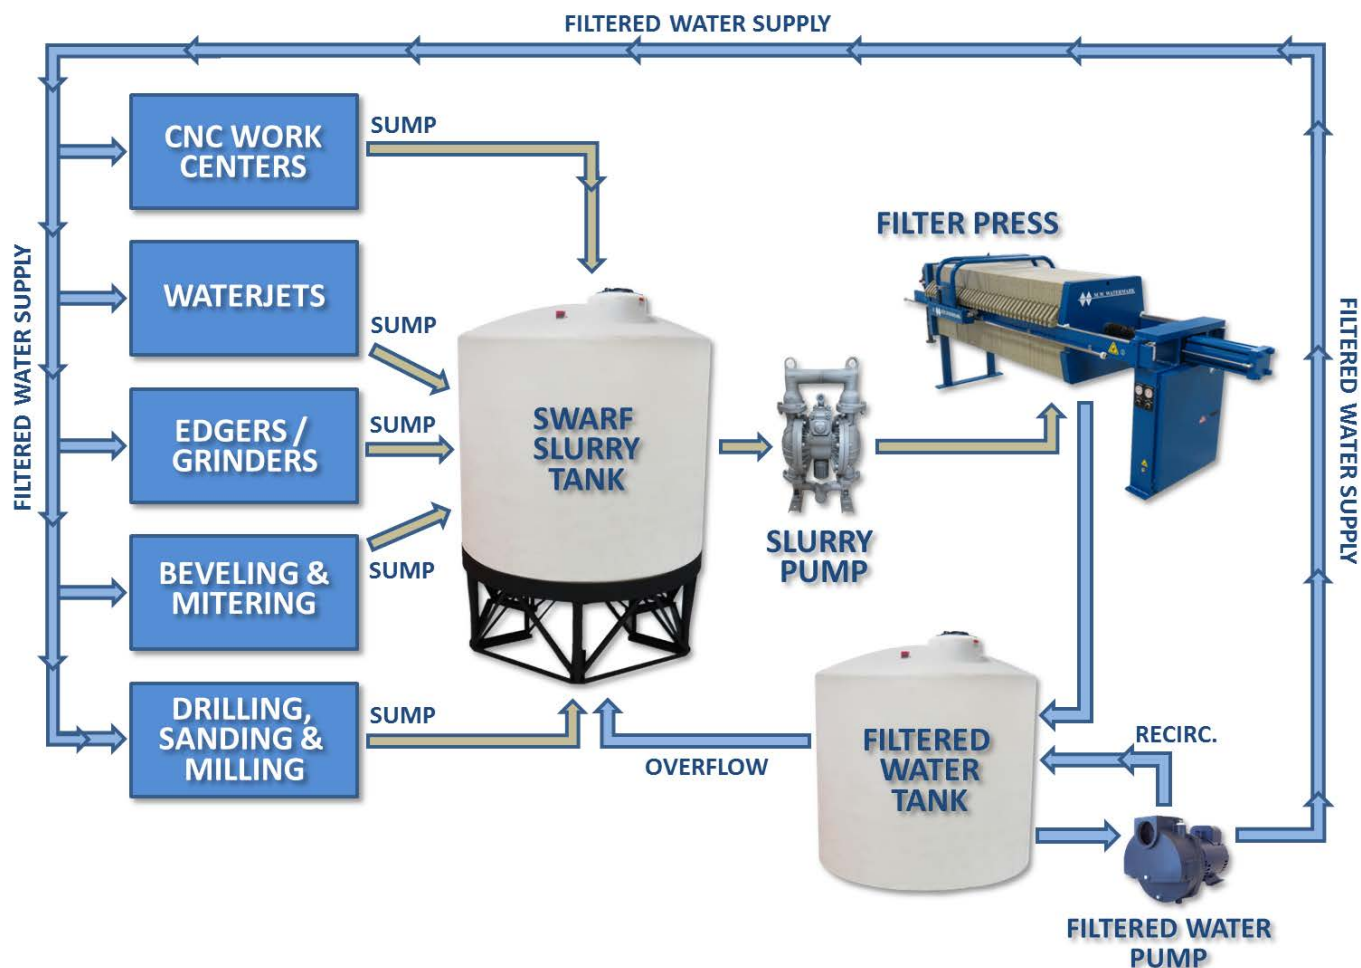 FILTERED WATER SUPPLY
CNC WORK
CENTERS
SUMP
FILTER PRESS
M.W. WATERMARK
WATERJETS
SUMP
FILTERED WATER SUPPLY
FILTERED WATER SUPPLY
EDGERS /
GRINDERS
SUMP
SWARF
SLURRY
TANK
SLURRY
PUMP
BEVELING &
MITERING
SUMP
DRILLING,
SANDING &
MILLING
SUMP
OVERFLOW
FILTERED
WATER
TANK
RECIRC.
FILTERED WATER
PUMP